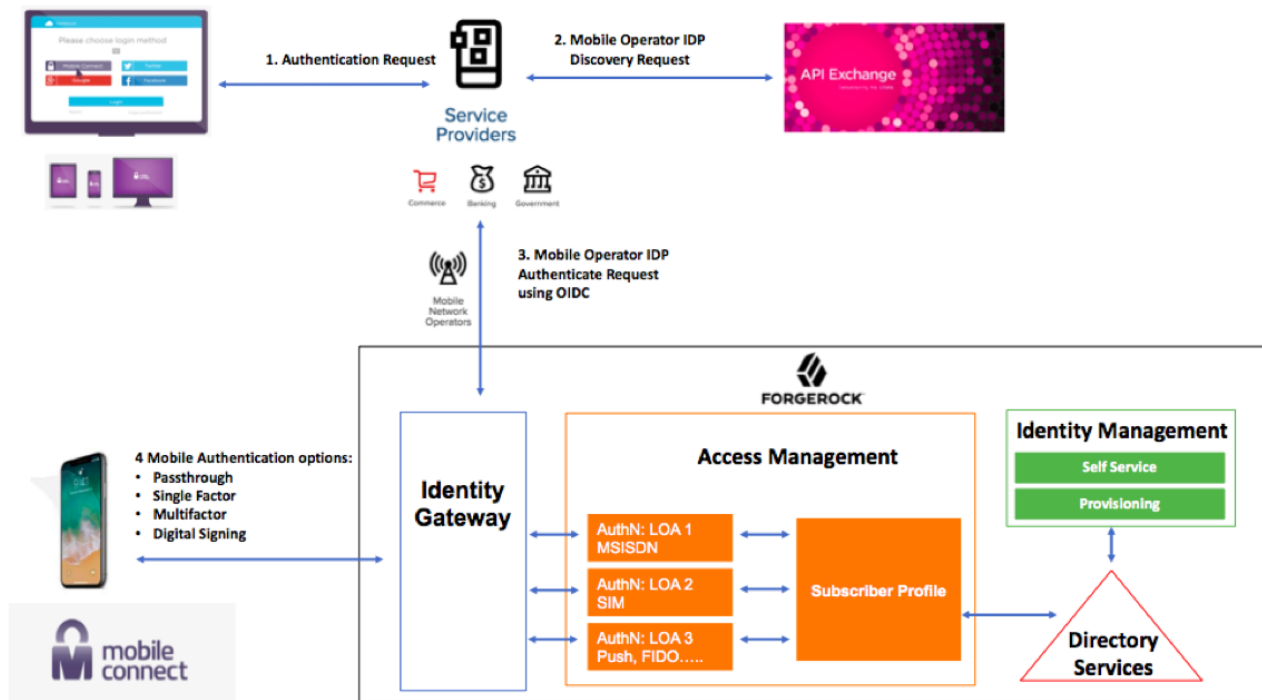 Please choose login method
Mobile Connect
Twitter
Google
Facebook
Login
1. Authentication Request
Service
Providers
2. Mobile Operator IDP
Discovery Request
API Exchange
Commerce
Banking
Government
3. Mobile Operator IDP
Authenticate Request
using OIDC
Mobile
Network
Operators
FORGEROCK
4 Mobile Authentication options:
• Passthrough
• Single Factor
• Multifactor
• Digital Signing
mobile
connect
Identity
Gateway
Access Management
AuthN: LOA 1
MSISDN
AuthN: LOA 2
SIM
AuthN: LOA 3
Push, FIDO.....
Subscriber Profile
Identity Management
Self Service
Provisioning
Directory
Services